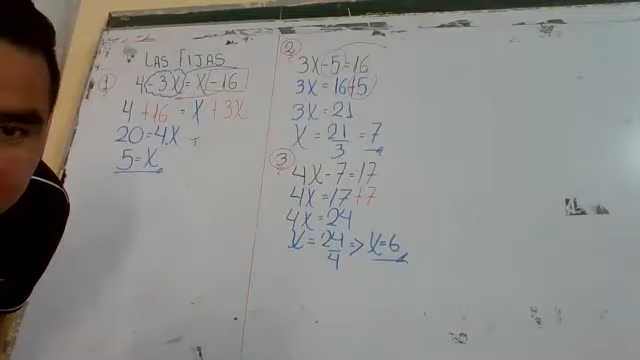 LAS FIJAS
1
4-3X=X-16
4+16=X+3X
20=4X
5=X
2
3X-5=16
3X=16+5
3X=21
X=21/3=7
3
4X-7=17
4X=17+7
4X=24
X=24/4=>X=6